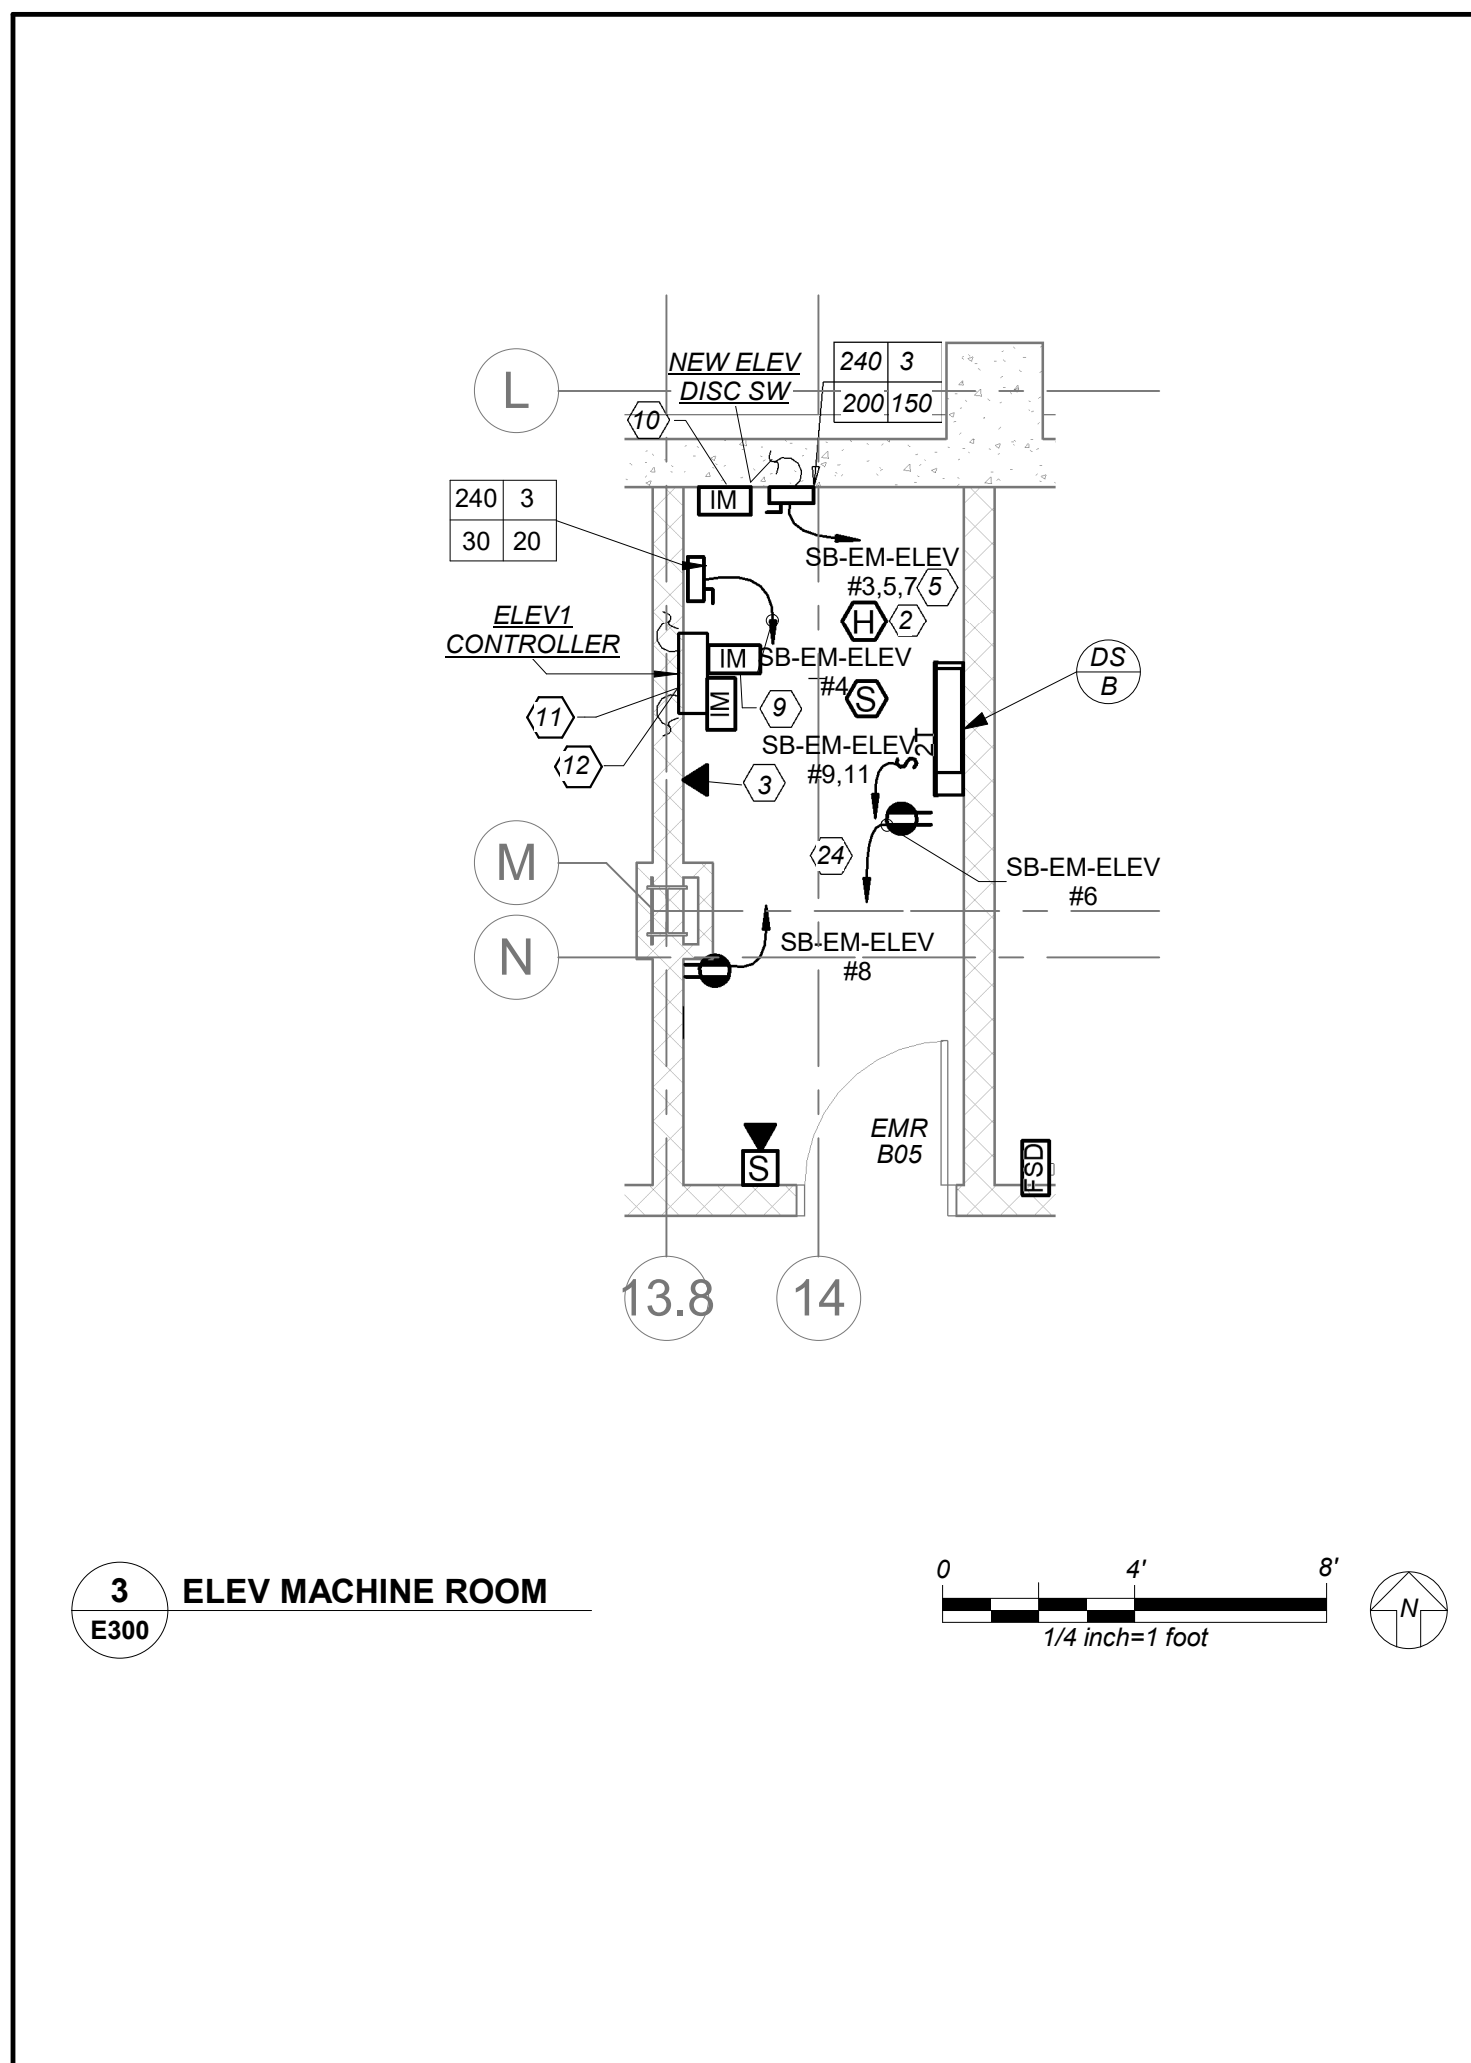 L
NEW ELEV
DISC SW
240 3
200 150
10
IM
240 3
30 20
SB-EM-ELEV
#3,5,7
5
H
2
ELEV1
CONTROLLER
IM
SB-EM-ELEV
#4
S
DS
B
IM
9
11
SB-EM-ELEV
#9,11
S
2T
12
3
24
M
SB-EM-ELEV
#6
N
SB-EM-ELEV
#8
EMR
B05
S
FSD
13.8
14
3
E300
ELEV MACHINE ROOM
0 4' 8'
1/4 inch=1 foot
N